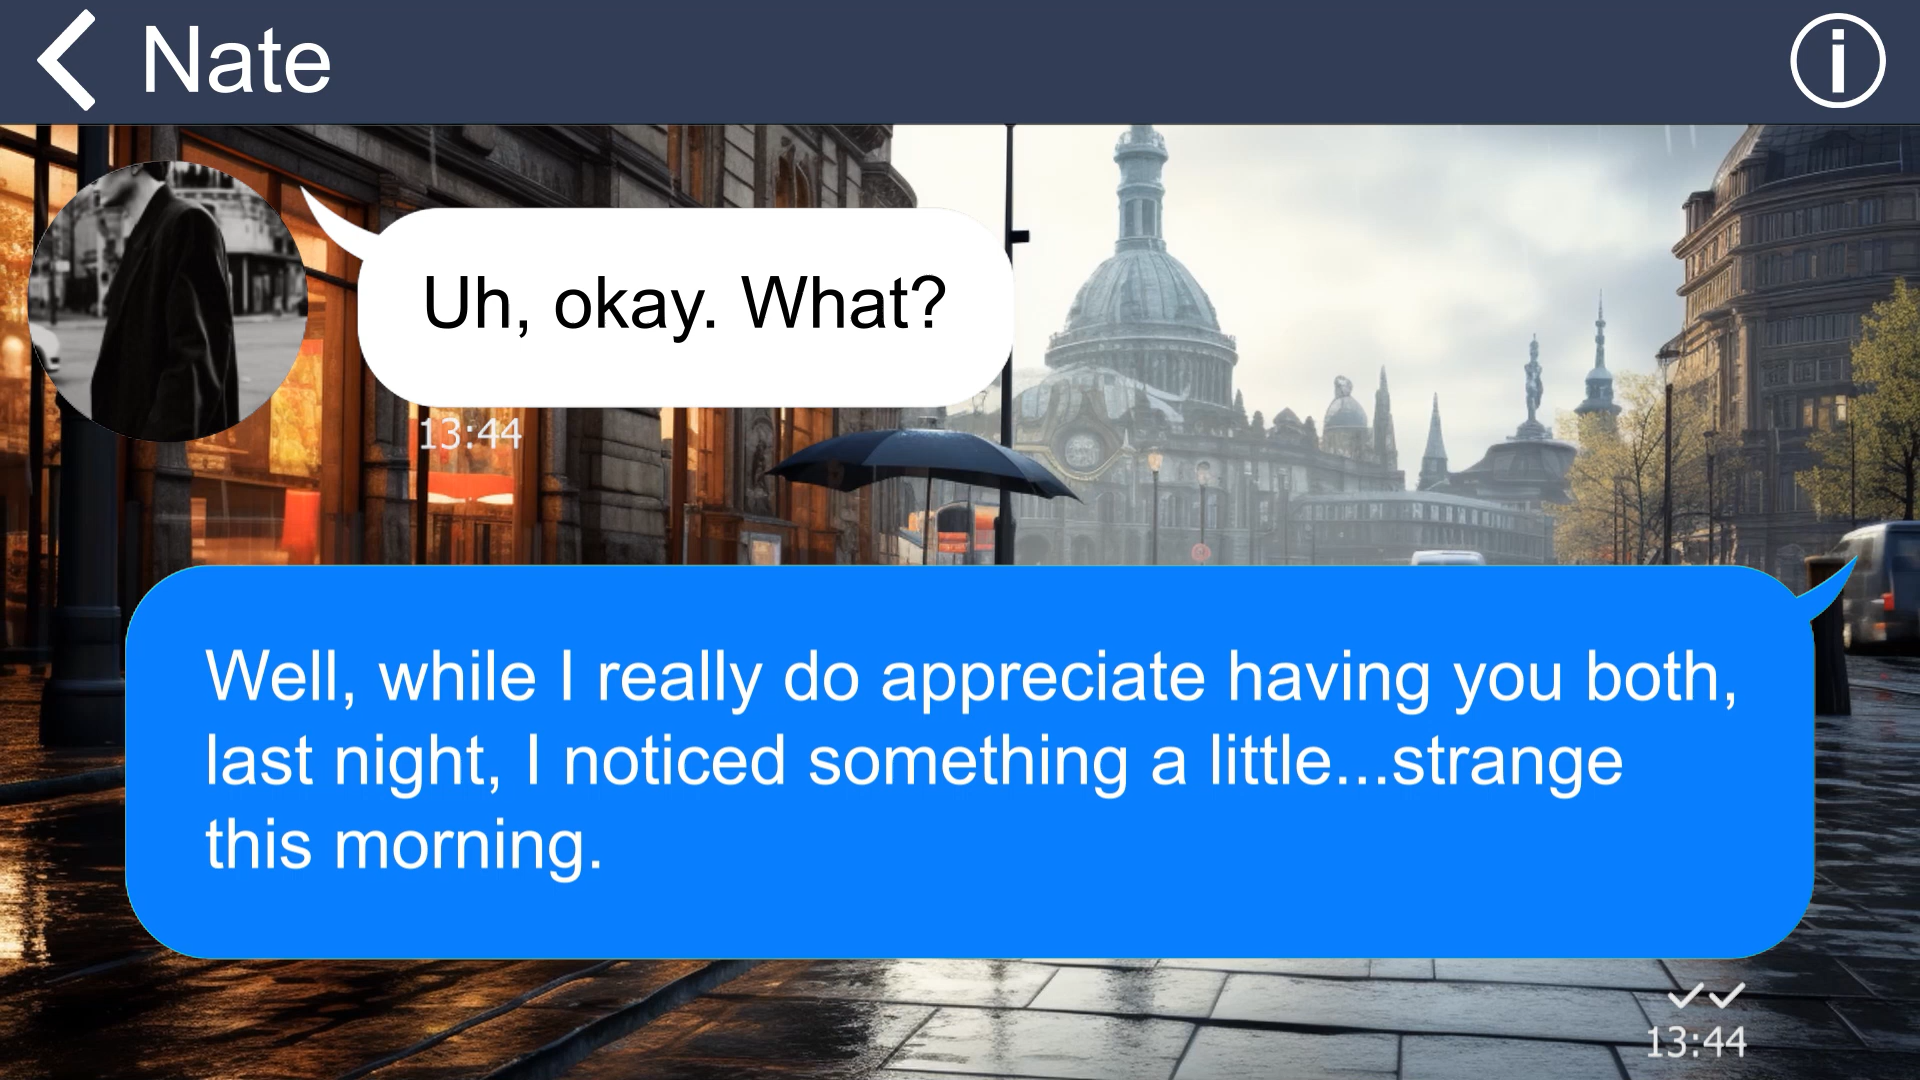 Nate
Uh, okay. What?
13:44
Well, while I really do appreciate having you both,
last night, I noticed something a little...strange
this morning.
13:44